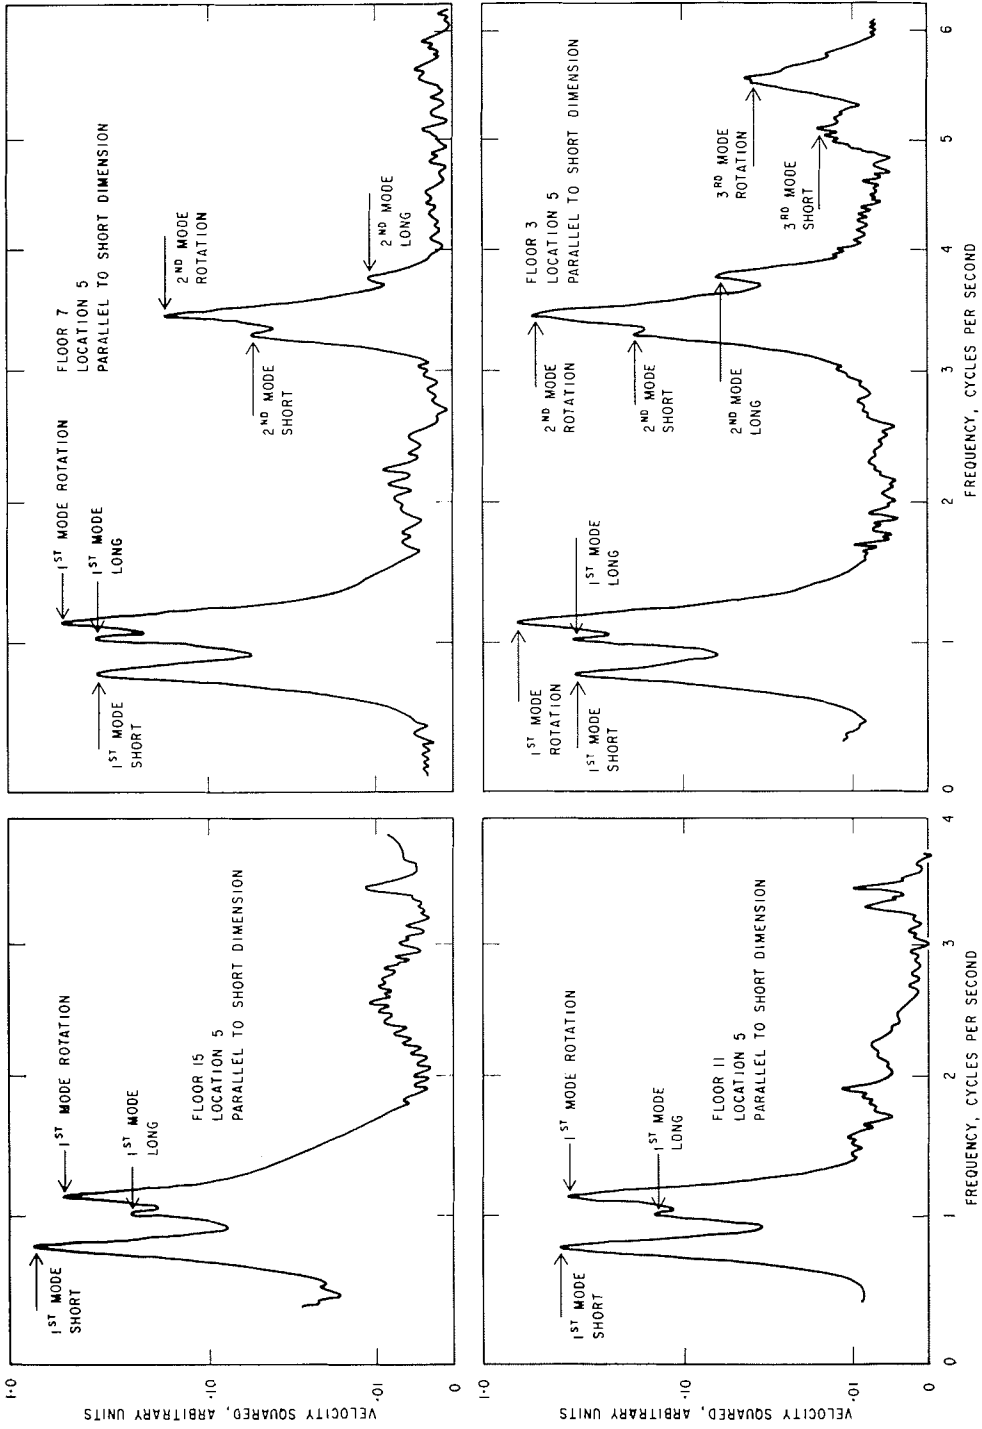 1ST MODE ROTATION
1ST MODE
LONG
1ST MODE
SHORT
FLOOR 7
LOCATION 5
PARALLEL TO SHORT DIMENSION
2ND MODE
ROTATION
2ND MODE
SHORT
2ND MODE
LONG
1ST MODE
ROTATION
1ST MODE
SHORT
1ST MODE
LONG
FLOOR 3
LOCATION 5
PARALLEL TO SHORT DIMENSION
2ND MODE
ROTATION
2ND MODE
SHORT
2ND MODE
LONG
3RD MODE
ROTATION
3RD MODE
SHORT
0 1 2 3 4 5 6
FREQUENCY, CYCLES PER SECOND
1·0
·10
·01
0
VELOCITY SQUARED, ARBITRARY UNITS
1ST MODE
SHORT
1ST MODE ROTATION
1ST MODE
LONG
FLOOR 15
LOCATION 5
PARALLEL TO SHORT DIMENSION
1·0
·10
·01
0
VELOCITY SQUARED, ARBITRARY UNITS
1ST MODE
SHORT
1ST MODE ROTATION
1ST MODE
LONG
FLOOR 11
LOCATION 5
PARALLEL TO SHORT DIMENSION
0 1 2 3 4
FREQUENCY, CYCLES PER SECOND